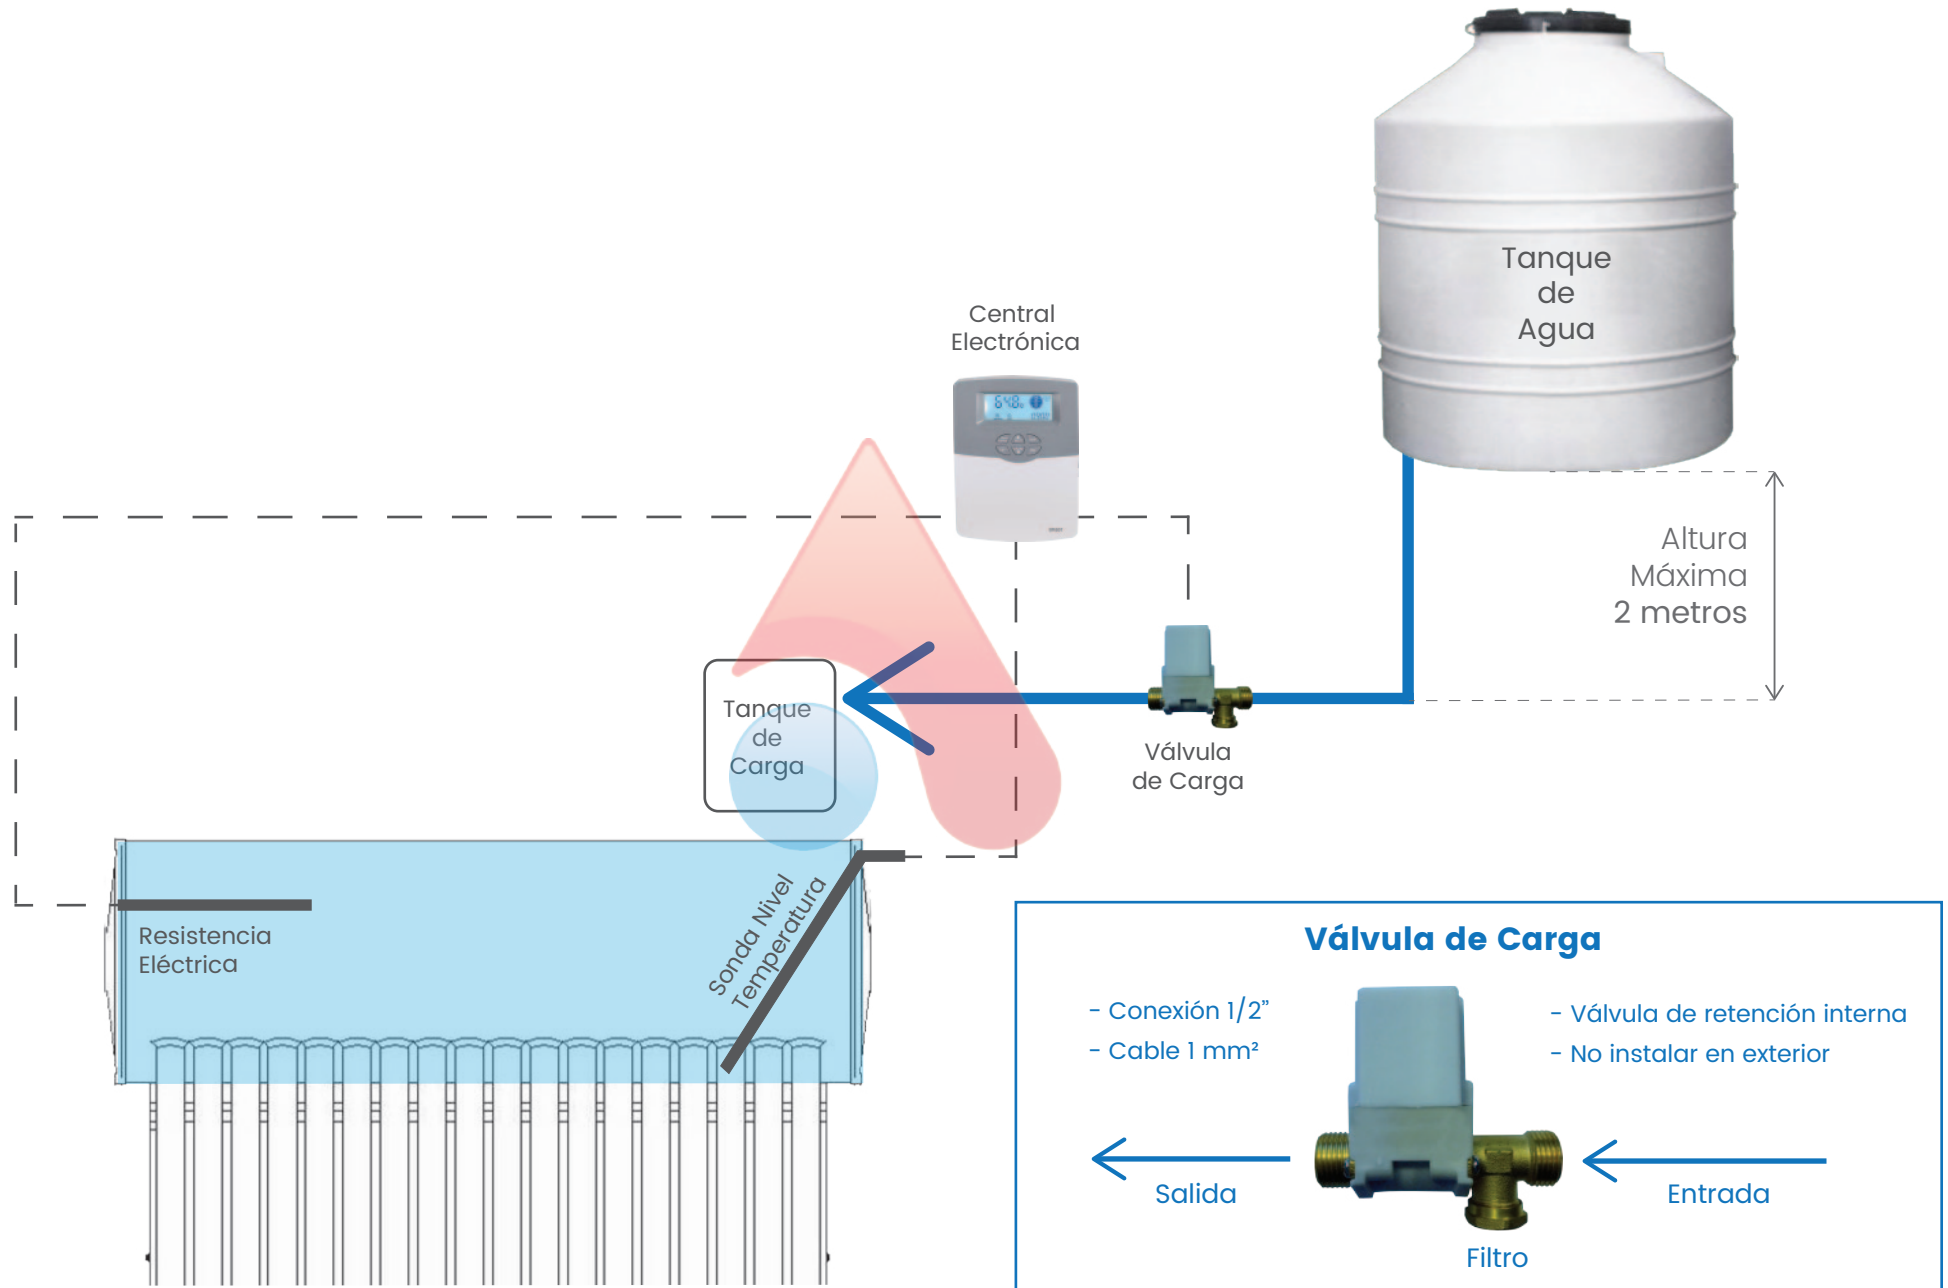 Tanque
de
Agua
Central
Electrónica
64.8
Altura
Máxima
2 metros
Tanque
de
Carga
Válvula
de Carga
Resistencia
Eléctrica
Sonda Nivel
Temperatura
Válvula de Carga
- Conexión 1/2”
- Cable 1 mm²
- Válvula de retención interna
- No instalar en exterior
Salida
Entrada
Filtro